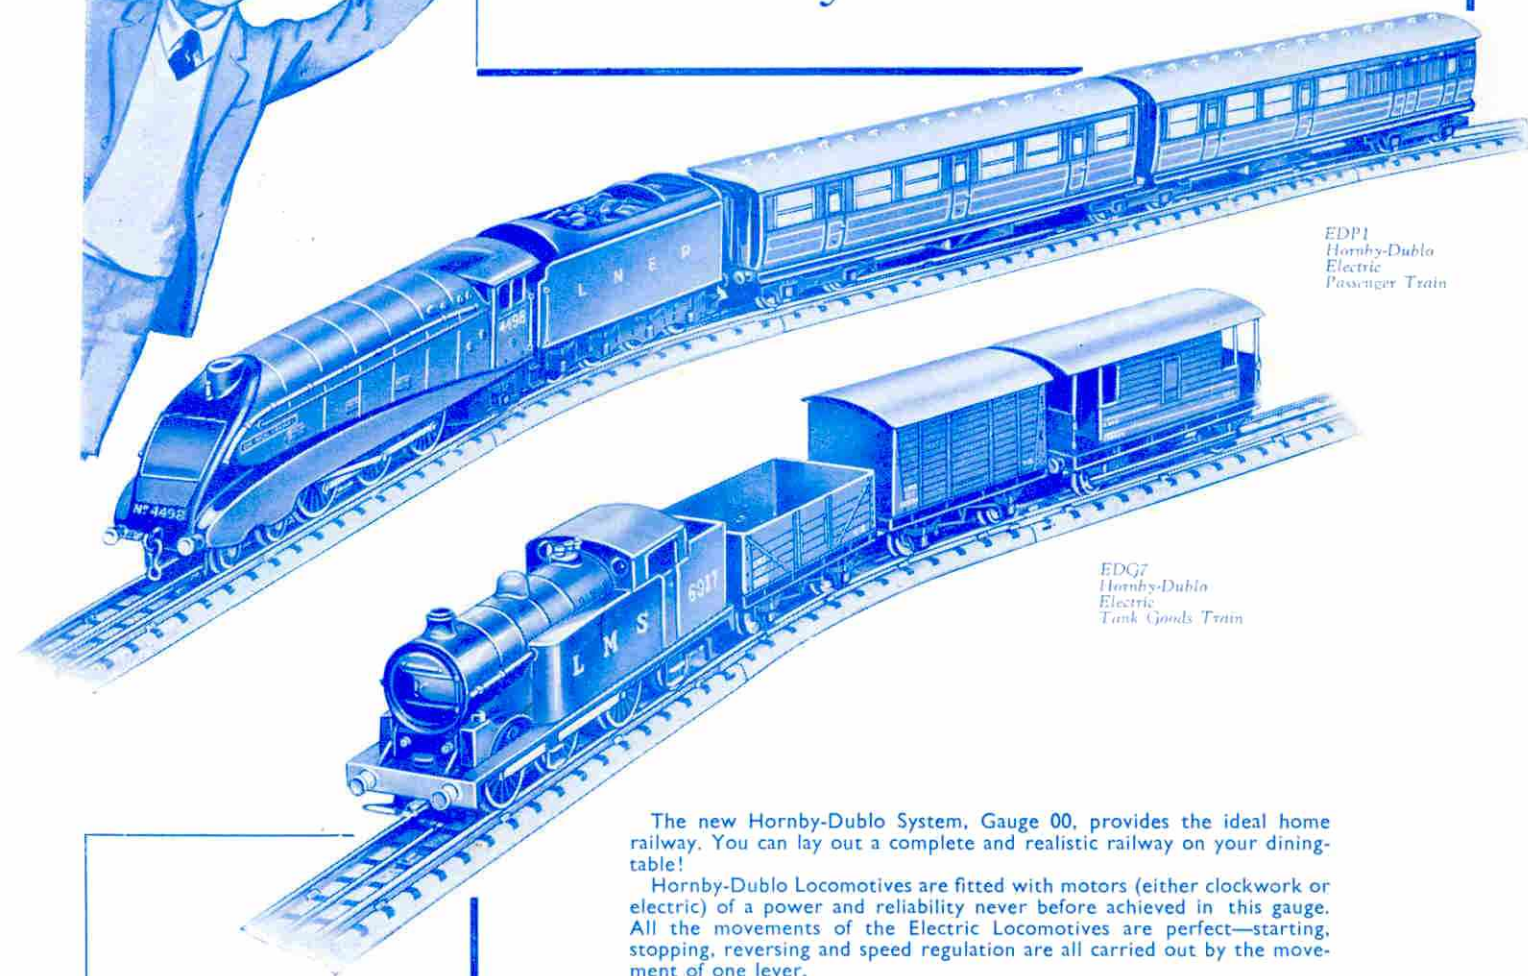 EDP1
Hornby-Dublo
Electric
Passenger Train
L N E R
4498
Nº 4498
EDG7
Hornby-Dublo
Electric
Tank Goods Train
6917
L M S
The new Hornby-Dublo System, Gauge 00, provides the ideal home
railway. You can lay out a complete and realistic railway on your dining-
table!
Hornby-Dublo Locomotives are fitted with motors (either clockwork or
electric) of a power and reliability never before achieved in this gauge.
All the movements of the Electric Locomotives are perfect—starting,
stopping, reversing and speed regulation are all carried out by the move-
ment of one lever.